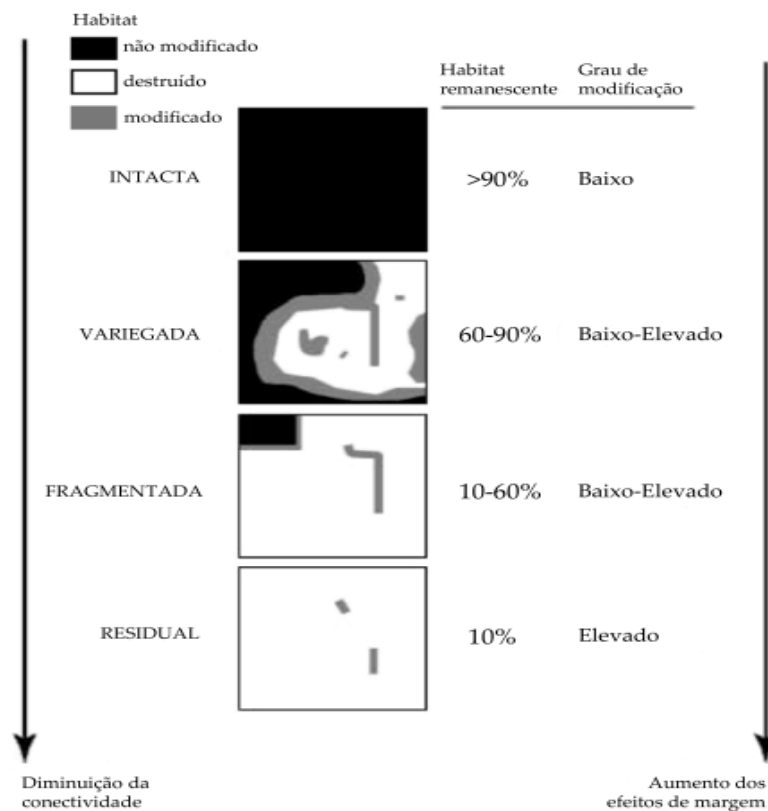 Habitat
não modificado
destruído
modificado
Habitat
remanescente
Grau de
modificação
INTACTA
>90%
Baixo
VARIEGADA
60-90%
Baixo-Elevado
FRAGMENTADA
10-60%
Baixo-Elevado
RESIDUAL
10%
Elevado
Diminuição da
conectividade
Aumento dos
efeitos de margem